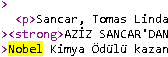 >
<p>Sancar, Tomas Linda
><strong>AZİZ SANCAR'DAN
>Nobel Kimya Ödülü kazan